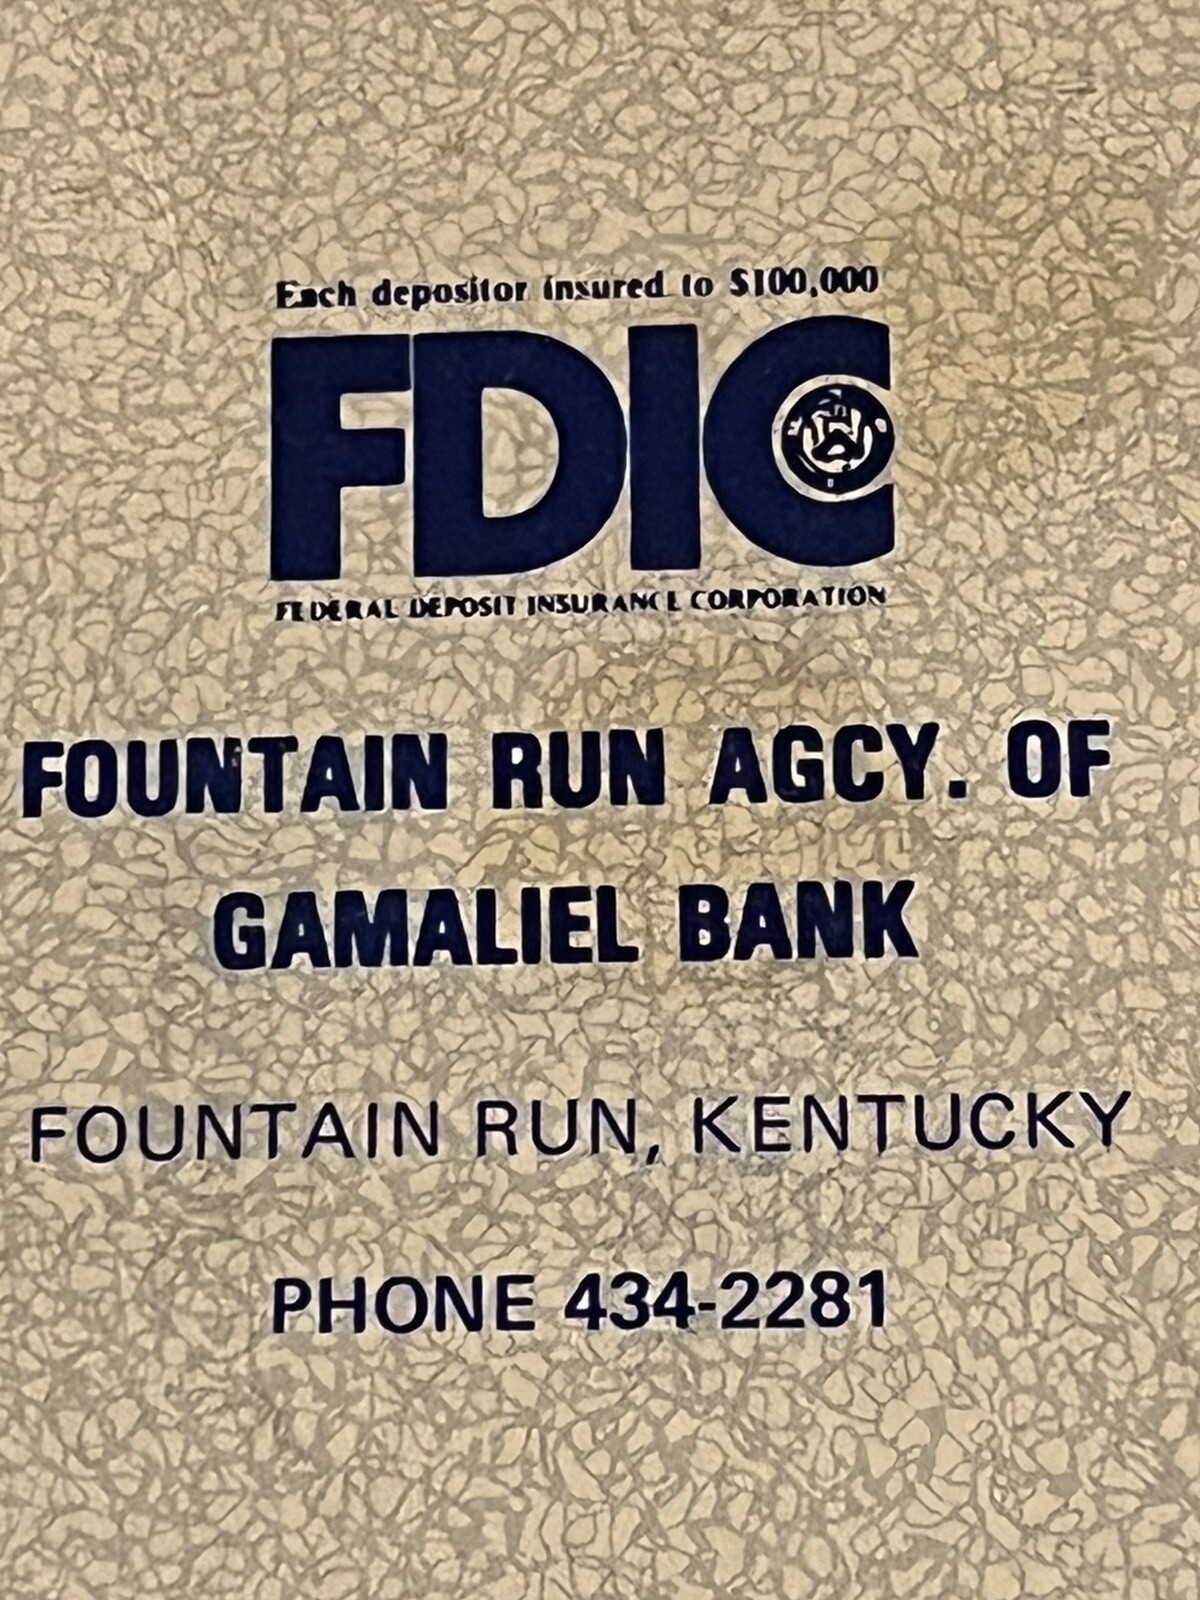 Each depositor insured to $100,000
FDIC
FEDERAL DEPOSIT INSURANCE CORPORATION
FOUNTAIN RUN AGCY. OF
GAMALIEL BANK
FOUNTAIN RUN, KENTUCKY
PHONE 434-2281